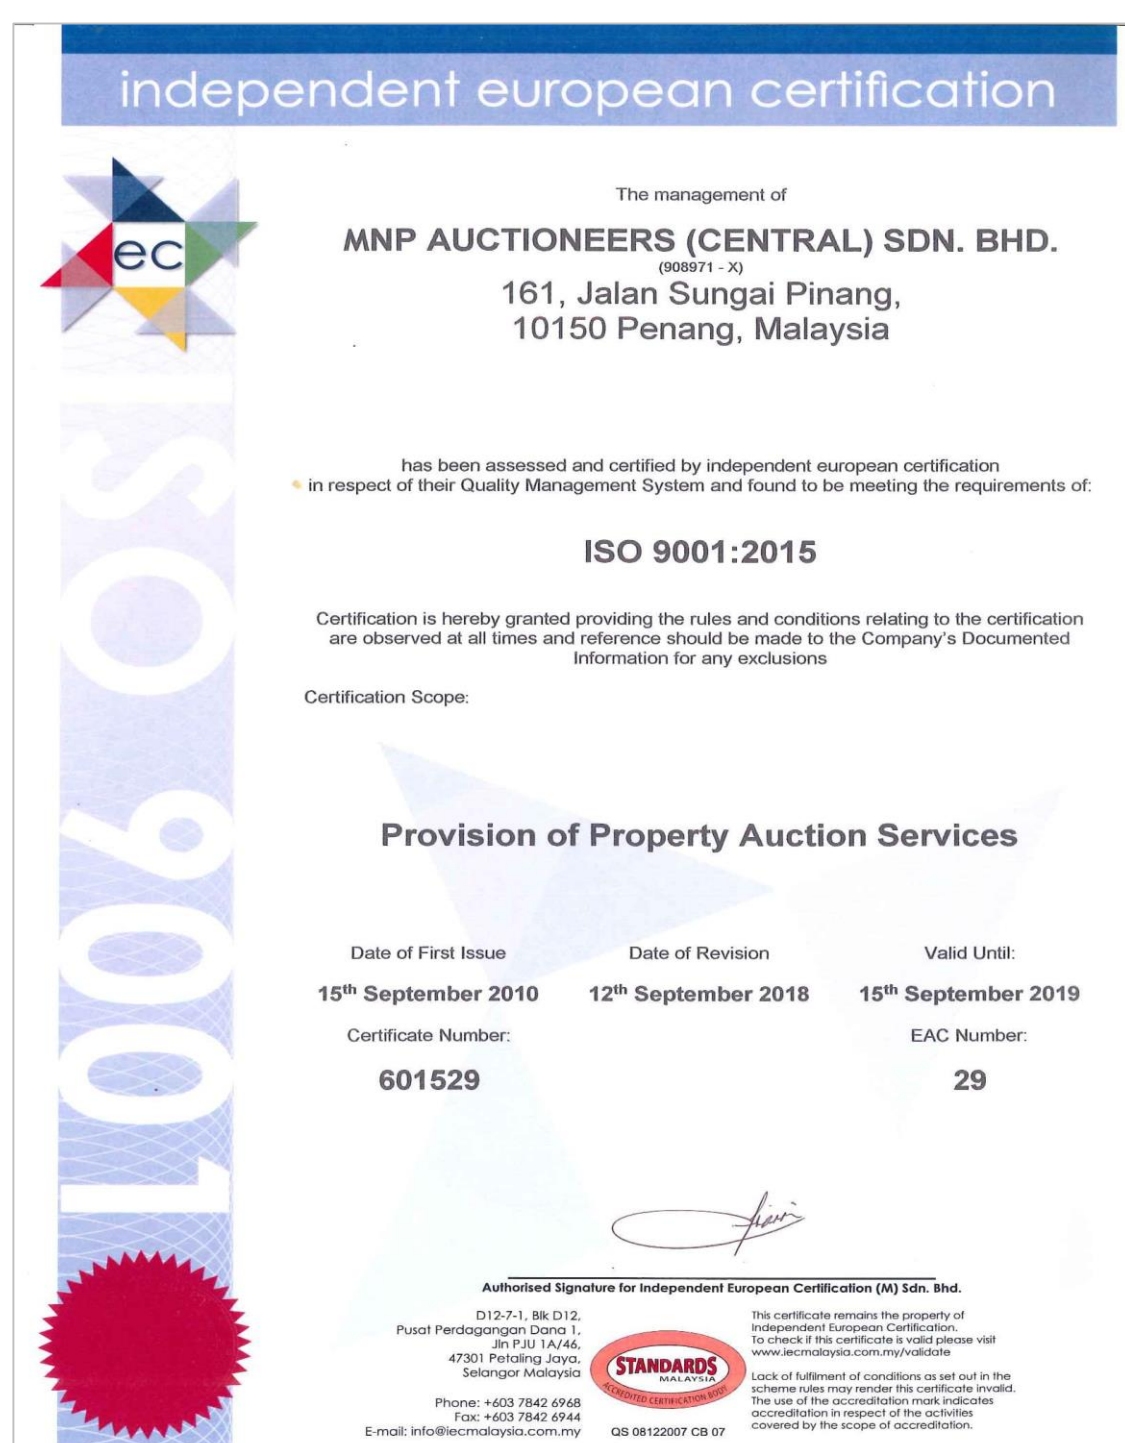 independent european certification
ec
ISO 9001
The management of
MNP AUCTIONEERS (CENTRAL) SDN. BHD.
(908971 - X)
161, Jalan Sungai Pinang,
10150 Penang, Malaysia
has been assessed and certified by independent european certification
in respect of their Quality Management System and found to be meeting the requirements of:
ISO 9001:2015
Certification is hereby granted providing the rules and conditions relating to the certification
are observed at all times and reference should be made to the Company's Documented
Information for any exclusions
Certification Scope:
Provision of Property Auction Services
Date of First Issue Date of Revision Valid Until:
15th September 2010 12th September 2018 15th September 2019
Certificate Number: EAC Number:
601529 29
Authorised Signature for Independent European Certification (M) Sdn. Bhd.
D12-7-1, Blk D12,
Pusat Perdagangan Dana 1,
Jln PJU 1A/46,
47301 Petaling Jaya,
Selangor Malaysia
Phone: +603 7842 6968
Fax: +603 7842 6944
E-mail: info@iecmalaysia.com.my
STANDARDS
MALAYSIA
ACCREDITED CERTIFICATION BODY
QS 08122007 CB 07
This certificate remains the property of
Independent European Certification.
To check if this certificate is valid please visit
www.iecmalaysia.com.my/validate
Lack of fulfilment of conditions as set out in the
scheme rules may render this certificate invalid.
The use of the accreditation mark indicates
accreditation in respect of the activities
covered by the scope of accreditation.